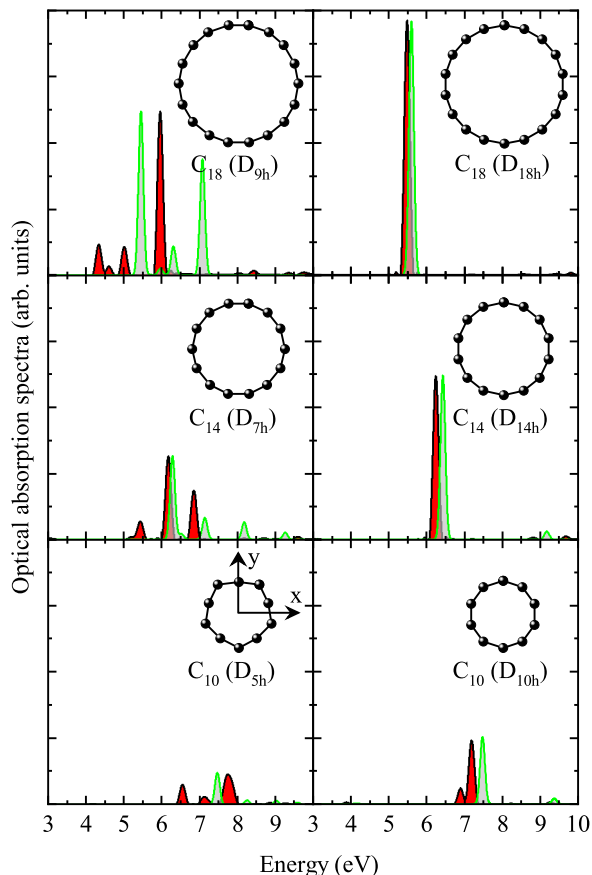 C18 (D9h)
C18 (D18h)
C14 (D7h)
C14 (D14h)
y
x
C10 (D5h)
C10 (D10h)
Optical absorption spectra (arb. units)
3 4 5 6 7 8 9 3 4 5 6 7 8 9 10
Energy (eV)